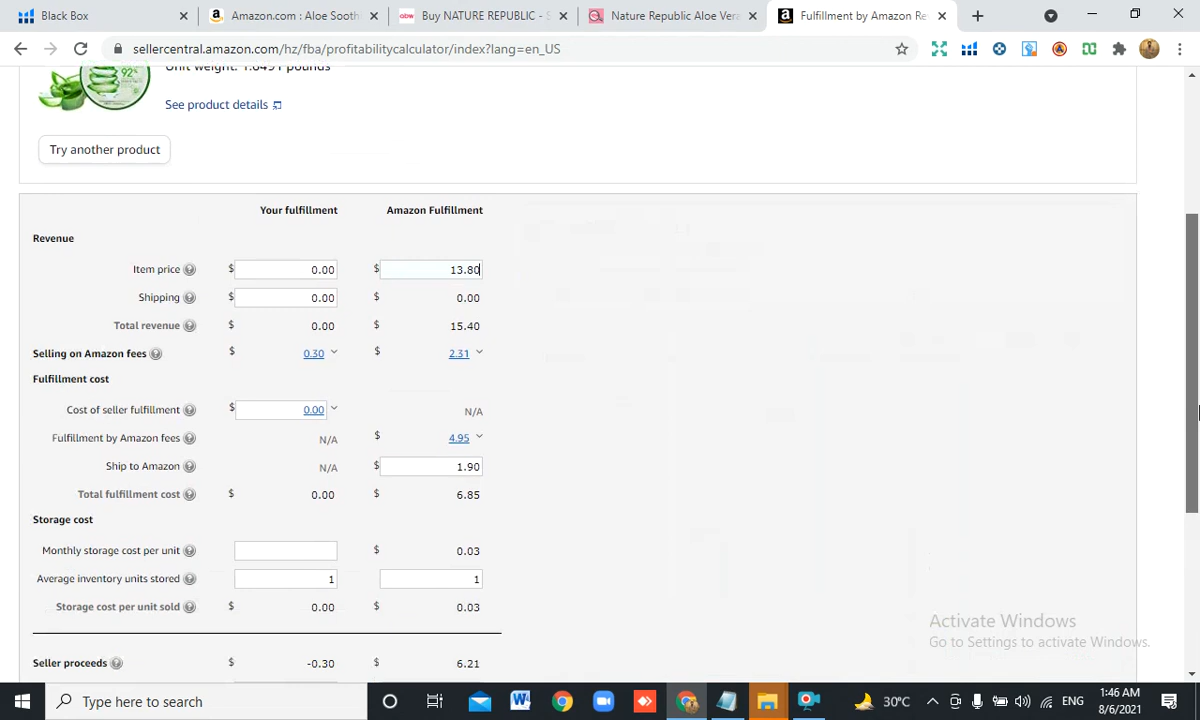 Black Box
Amazon.com : Aloe Sooth
Buy NATURE REPUBLIC - S
Nature Republic Aloe Vera
Fulfillment by Amazon Re
sellercentral.amazon.com/hz/fba/profitabilitycalculator/index?lang=en_US
92%
Unit weight: 1.6491 pounds
See product details
Try another product
Your fulfillment Amazon Fulfillment
Revenue
Item price $ 0.00 $ 13.80
Shipping $ 0.00 $ 0.00
Total revenue $ 0.00 $ 15.40
Selling on Amazon fees $ 0.30 $ 2.31
Fulfillment cost
Cost of seller fulfillment $ 0.00 N/A
Fulfillment by Amazon fees N/A $ 4.95
Ship to Amazon N/A $ 1.90
Total fulfillment cost $ 0.00 $ 6.85
Storage cost
Monthly storage cost per unit $ 0.03
Average inventory units stored 1 1
Storage cost per unit sold $ 0.00 $ 0.03
Seller proceeds $ -0.30 $ 6.21
Activate Windows
Go to Settings to activate Windows.
Type here to search
30°C
ENG
1:46 AM
8/6/2021